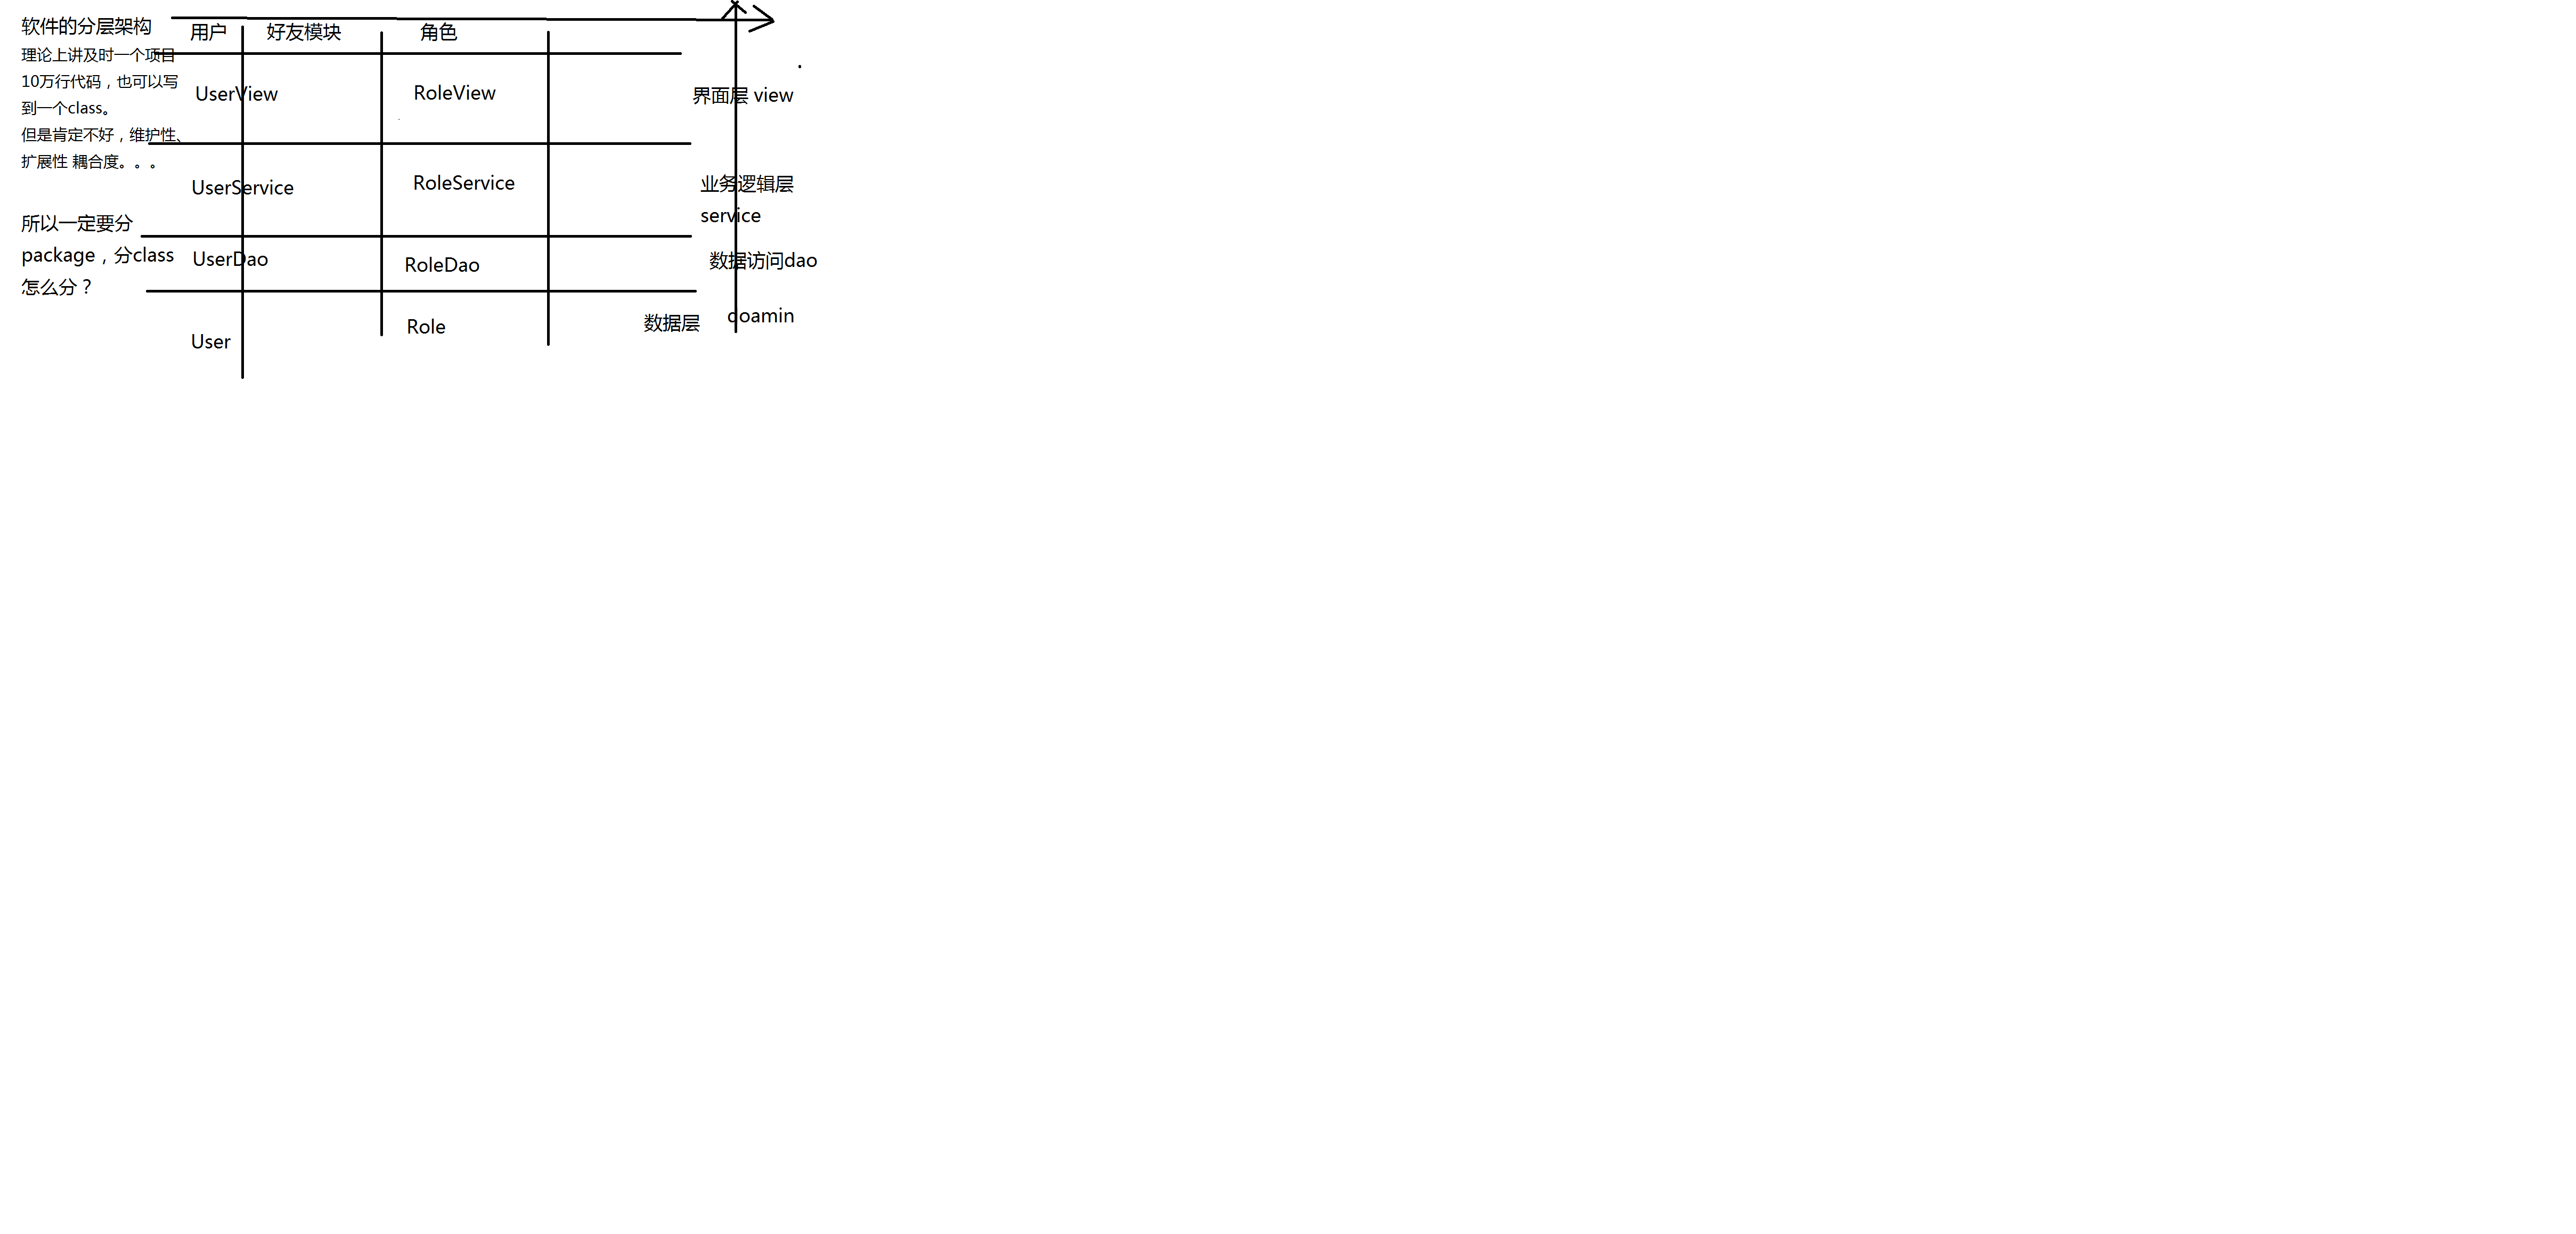 软件的分层架构
理论上讲及时一个项目
10万行代码，也可以写
到一个class。
但是肯定不好，维护性、
扩展性 耦合度。。。
所以一定要分
package，分class
怎么分？
用户 好友模块 角色
UserView RoleView 界面层 view
UserService RoleService 业务逻辑层
service
UserDao RoleDao 数据访问dao
User Role 数据层 doamin